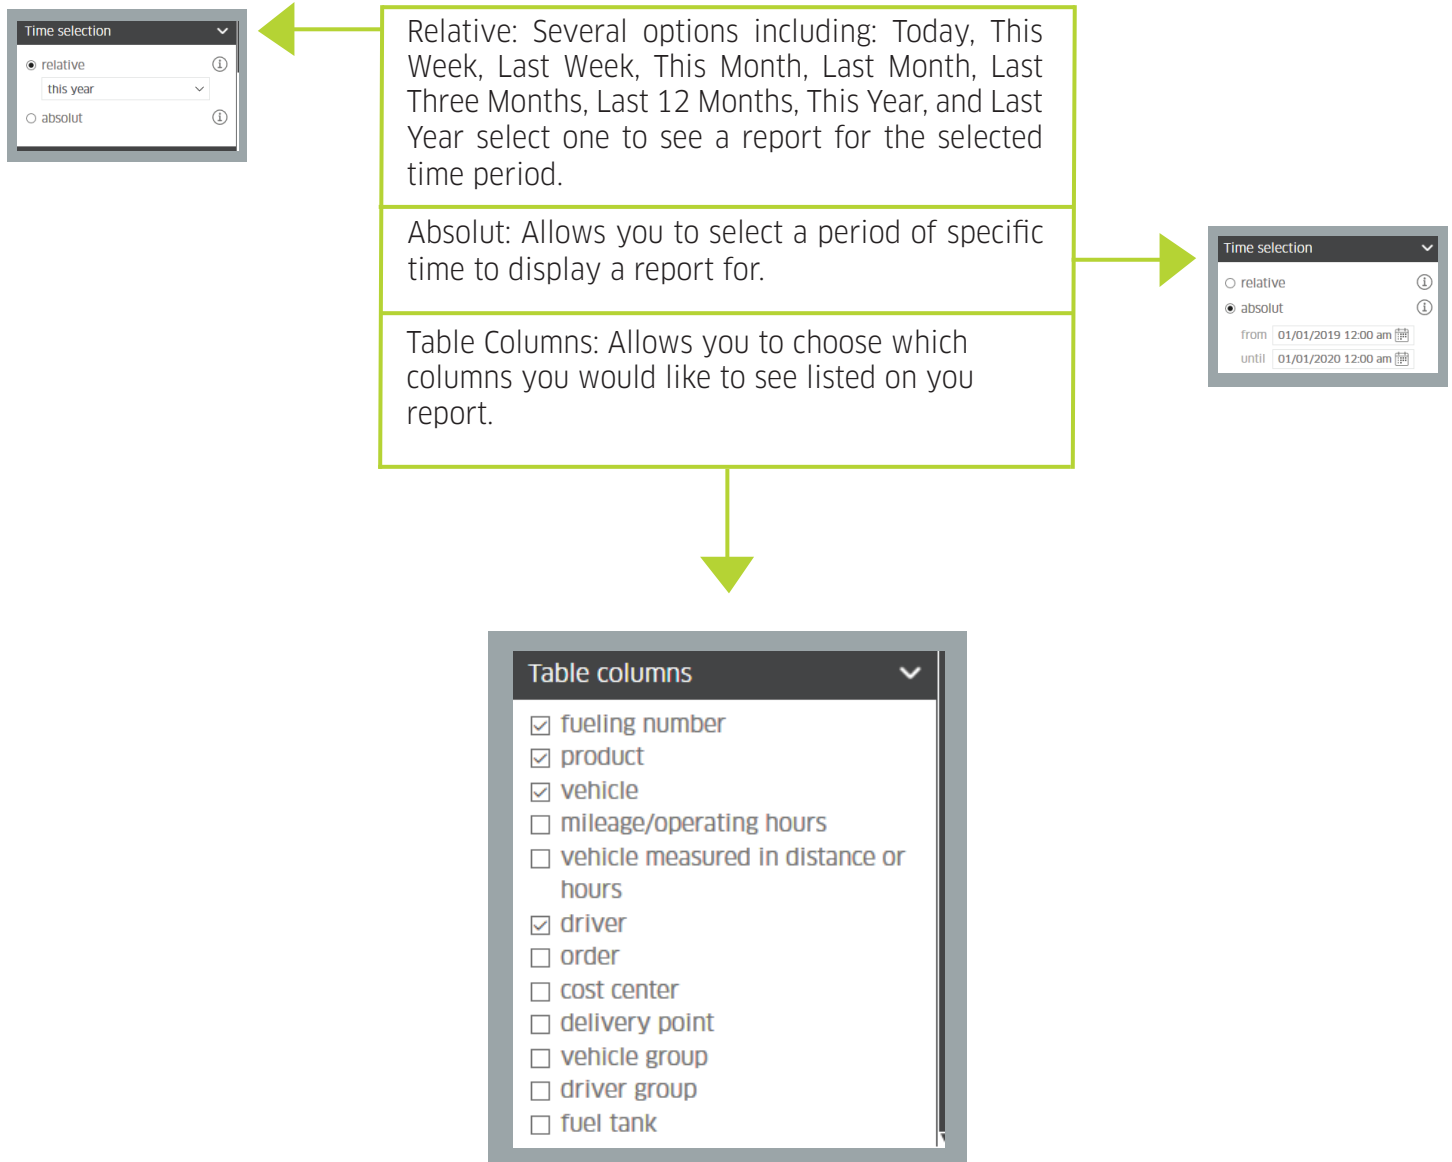 Time selection
relative
this year
absolut
Relative: Several options including: Today, This
Week, Last Week, This Month, Last Month, Last
Three Months, Last 12 Months, This Year, and Last
Year select one to see a report for the selected
time period.
Absolut: Allows you to select a period of specific
time to display a report for.
Table Columns: Allows you to choose which
columns you would like to see listed on you
report.
Time selection
relative
absolut
from 01/01/2019 12:00 am
until 01/01/2020 12:00 am
Table columns
fueling number
product
vehicle
mileage/operating hours
vehicle measured in distance or
hours
driver
order
cost center
delivery point
vehicle group
driver group
fuel tank